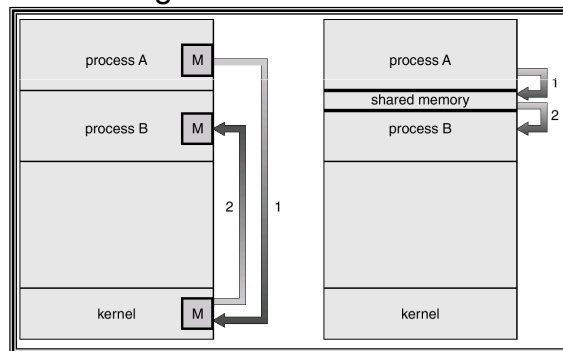 process A
M
process B
M
2
1
kernel
M
process A
1
shared memory
2
process B
kernel